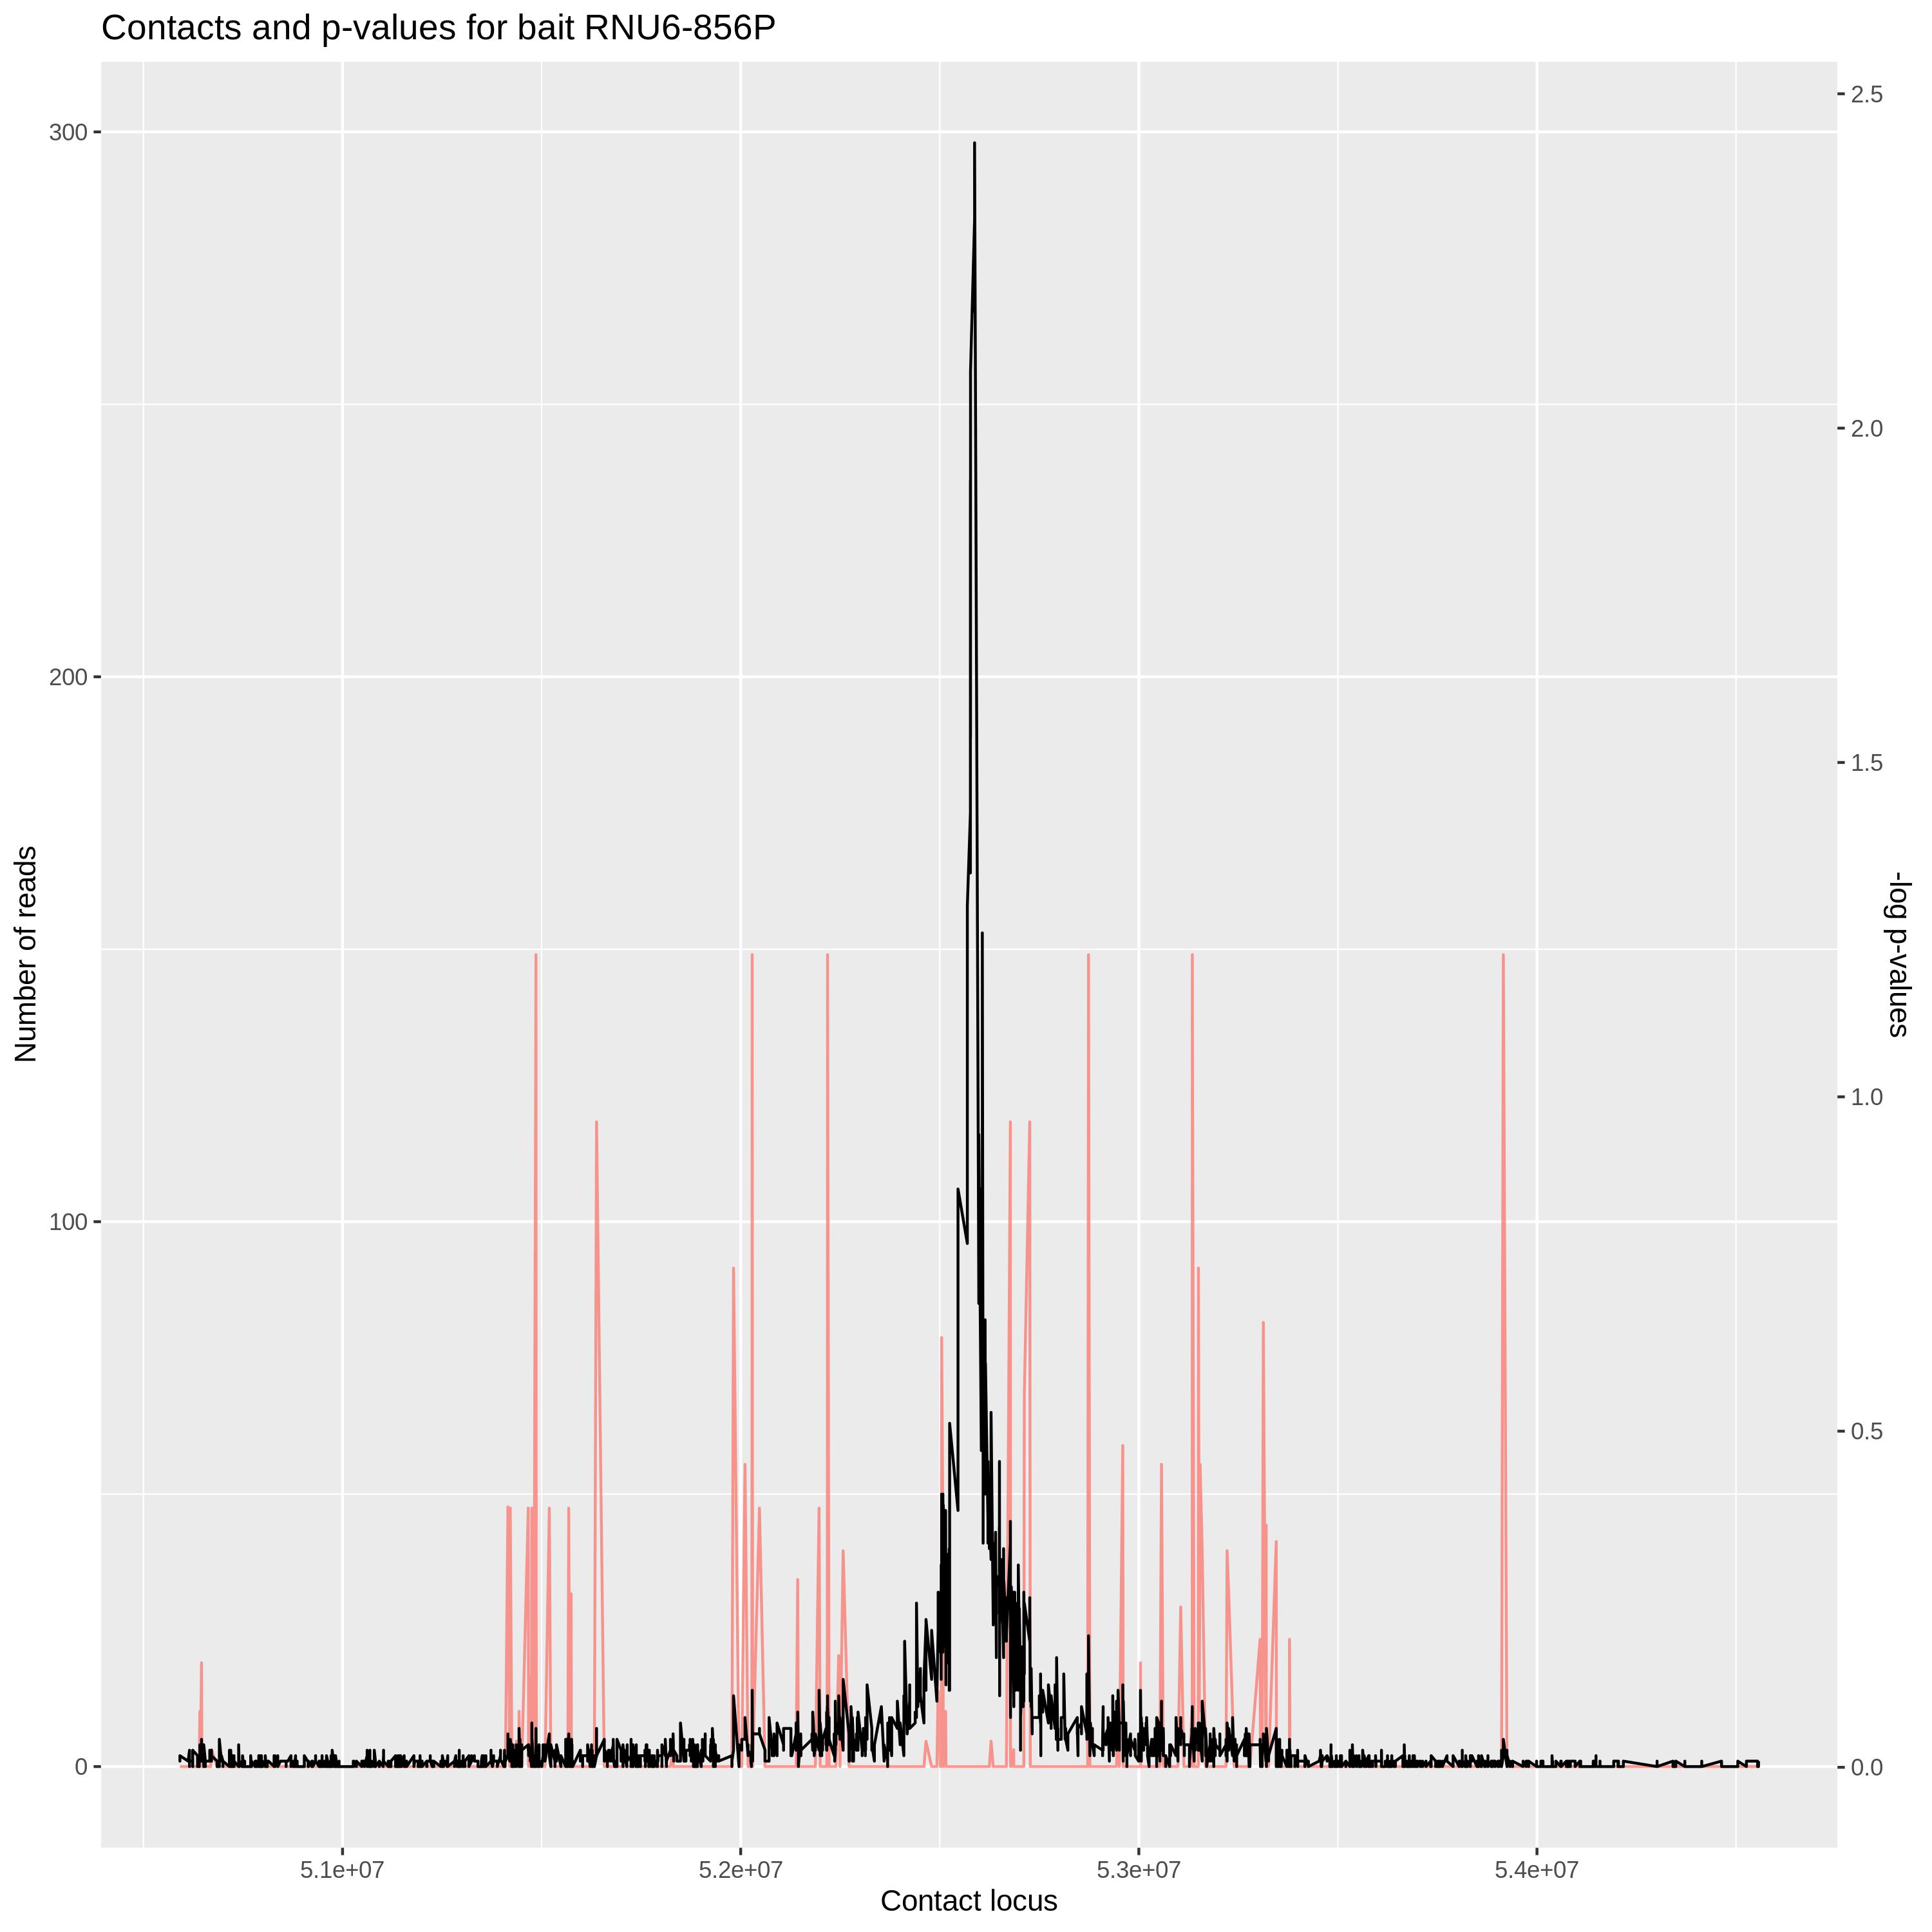 Contacts and p-values for bait RNU6-856P
300
200
100
0
Number of reads
2.5
2.0
1.5
1.0
0.5
0.0
-log p-values
5.1e+07
5.2e+07
5.3e+07
5.4e+07
Contact locus